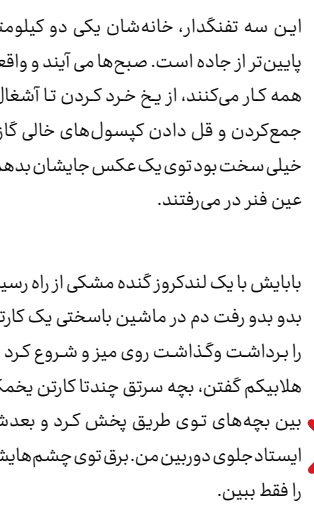 این سه تفنگدار، خانه‌شان یکی دو کیلومت
پایین‌تر از جاده است. صبح‌ها می آیند و واقع
همه کار می‌کنند، از یخ خرد کردن تا آشغال
جمع‌کردن و قل دادن کپسول‌های خالی گاز
خیلی سخت بود توی یک عکس جایشان بدهم
عین فنر در می‌رفتند.
بابایش با یک لندکروز گنده مشکی از راه رسید
بدو بدو رفت دم در ماشین باسختی یک کارت
را برداشت وگذاشت روی میز و شروع کرد
هلابیکم گفتن، بچه سرتق چندتا کارتن یخمک
بین بچه‌های توی طریق پخش کرد و بعدش
ایستاد جلوی دوربین من. برق توی چشم‌هایش
را فقط ببین.